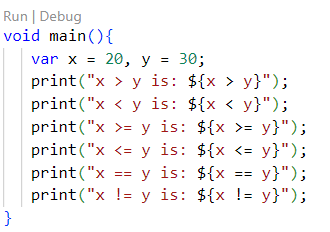 Run | Debug
void main(){
   var x = 20, y = 30;
   print("x > y is: ${x > y}");
   print("x < y is: ${x < y}");
   print("x >= y is: ${x >= y}");
   print("x <= y is: ${x <= y}");
   print("x == y is: ${x == y}");
   print("x != y is: ${x != y}");
}